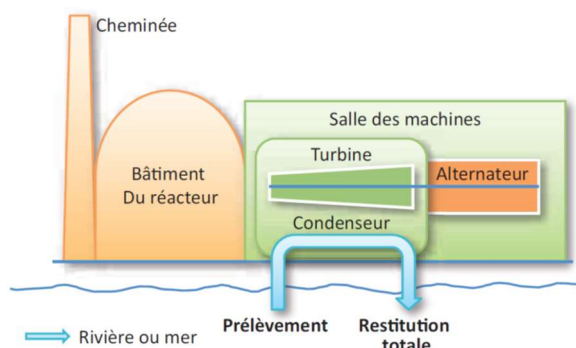 Cheminée
Salle des machines
Turbine
Bâtiment
Du réacteur
Alternateur
Condenseur
Prélèvement
Restitution
totale
Rivière ou mer